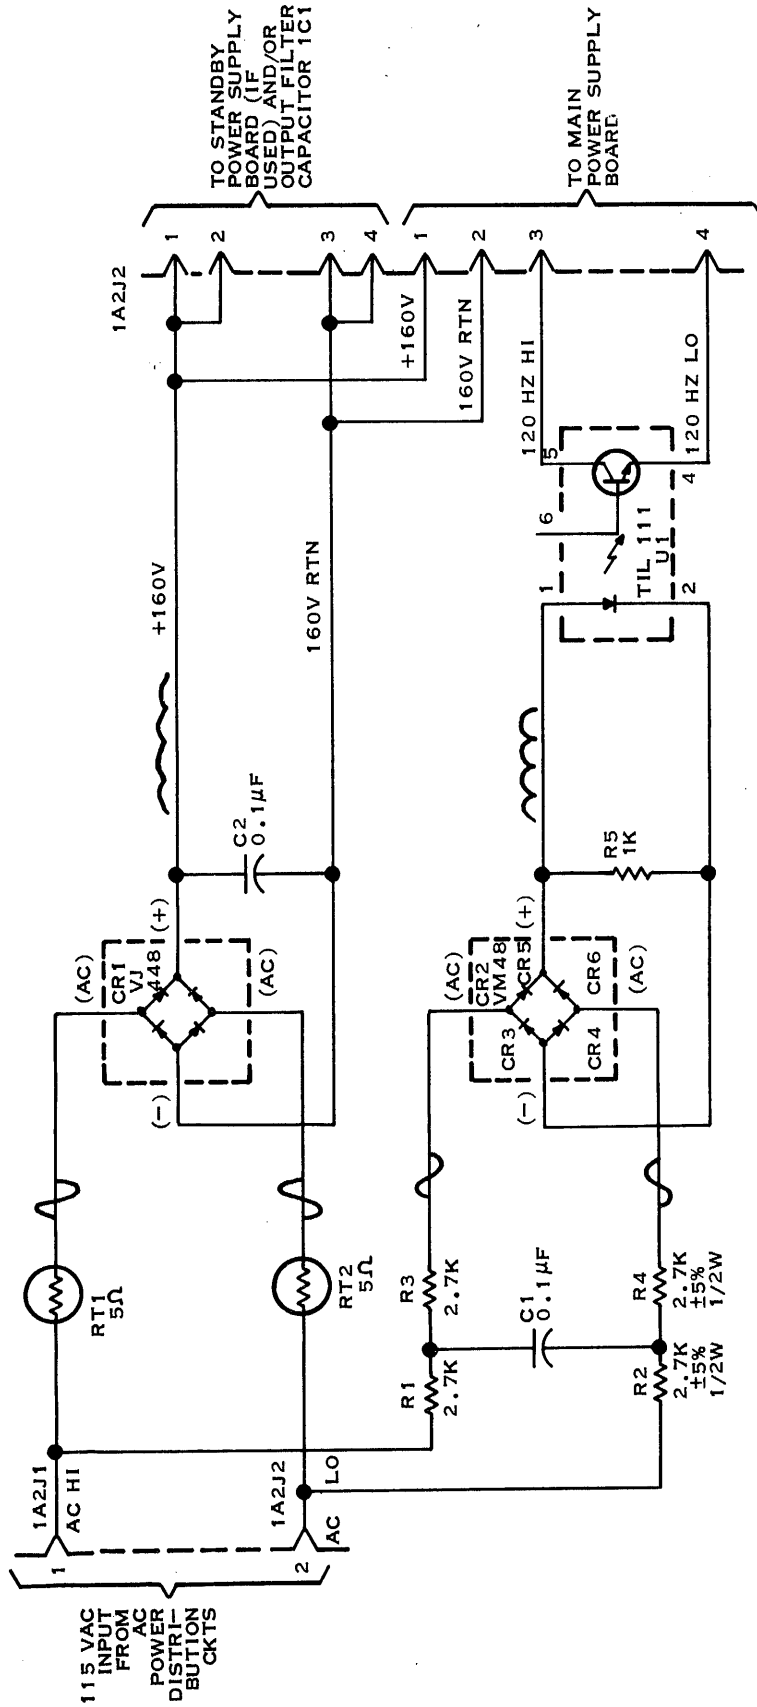 115 VAC
INPUT
FROM
AC
POWER
DISTRI-
BUTION
CKTS
1
2
1A2J1
AC HI
1A2J2
AC
LO
RT1
5Ω
RT2
5Ω
(AC)
CR1
VJ
448
(+)
(-)
(AC)
C2
0.1µF
+160V
160V RTN
1A2J2
1
2
3
4
TO STANDBY
POWER SUPPLY
BOARD (IF
USED) AND/OR
OUTPUT FILTER
CAPACITOR 1C1
R1
2.7K
R3
2.7K
C1
0.1µF
R2
2.7K
±5%
1/2W
R4
2.7K
±5%
1/2W
(AC)
CR2
VM48
CR3
CR5
(+)
(-)
CR4
CR6
(AC)
R5
1K
1
2
TIL 111
U1
6
5
4
120 HZ HI
120 HZ LO
+160V
160V RTN
1
2
3
4
TO MAIN
POWER SUPPLY
BOARD